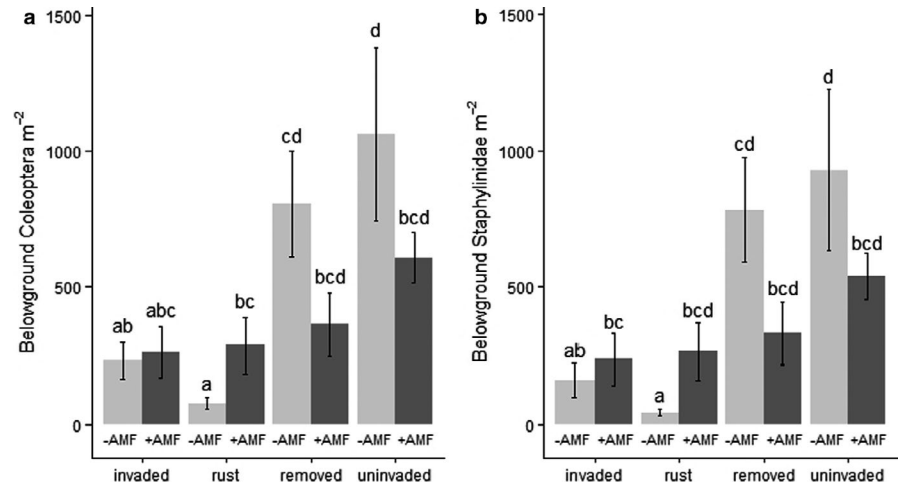 a
Belowground Coleoptera m⁻²
1500
1000
500
0
ab
abc
a
bc
cd
bcd
d
bcd
-AMF +AMF -AMF +AMF -AMF +AMF -AMF +AMF
invaded rust removed uninvaded
b
Belowground Staphylinidae m⁻²
1500
1000
500
0
ab
bc
a
bcd
cd
bcd
d
bcd
-AMF +AMF -AMF +AMF -AMF +AMF -AMF +AMF
invaded rust removed uninvaded